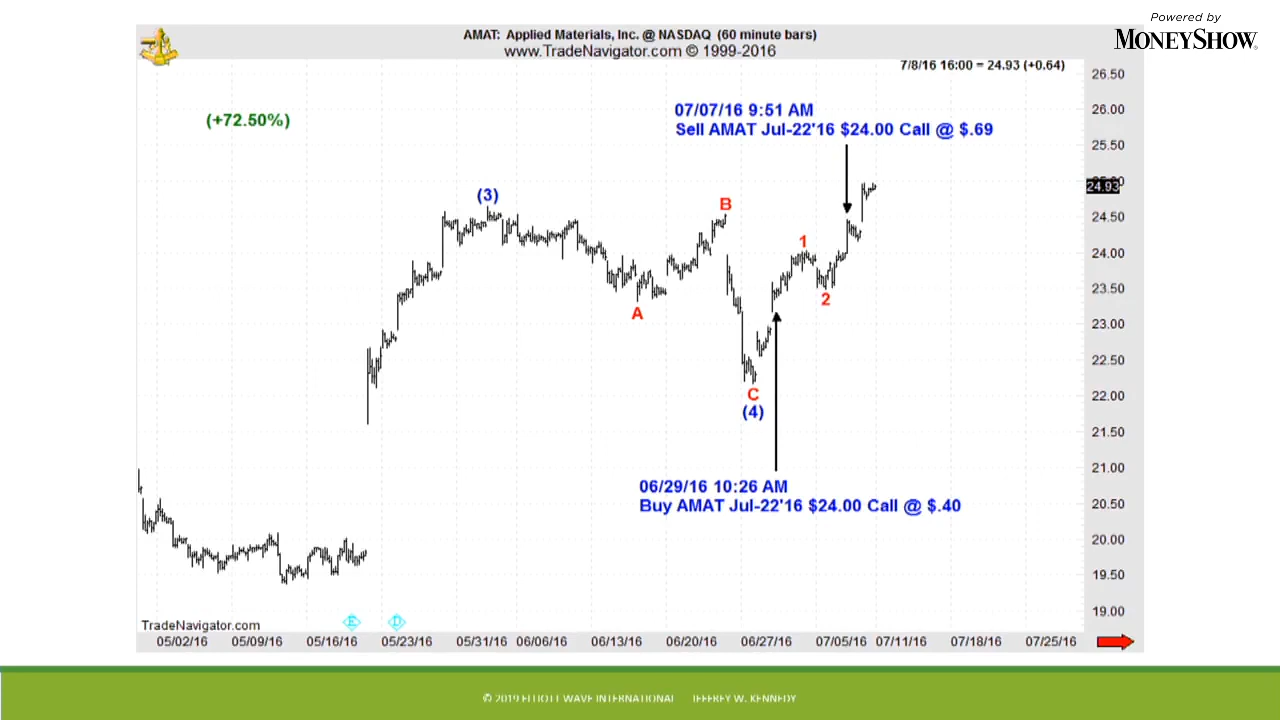 Powered by
MONEYSHOW
AMAT: Applied Materials, Inc. @ NASDAQ (60 minute bars)
www.TradeNavigator.com © 1999-2016
7/8/16 16:00 = 24.93 (+0.64)
26.50
(+72.50%)
07/07/16 9:51 AM
Sell AMAT Jul-22'16 $24.00 Call @ $.69
26.00
25.50
24.93
(3)
B
24.50
1
24.00
23.50
2
A
23.00
22.50
C
22.00
(4)
21.50
21.00
06/29/16 10:26 AM
Buy AMAT Jul-22'16 $24.00 Call @ $.40
20.50
20.00
19.50
19.00
TradeNavigator.com
E D
05/02/16 05/09/16 05/16/16 05/23/16 05/31/16 06/06/16 06/13/16 06/20/16 06/27/16 07/05/16 07/11/16 07/18/16 07/25/16
© 2019 ELLIOTT WAVE INTERNATIONAL JEFFREY W. KENNEDY